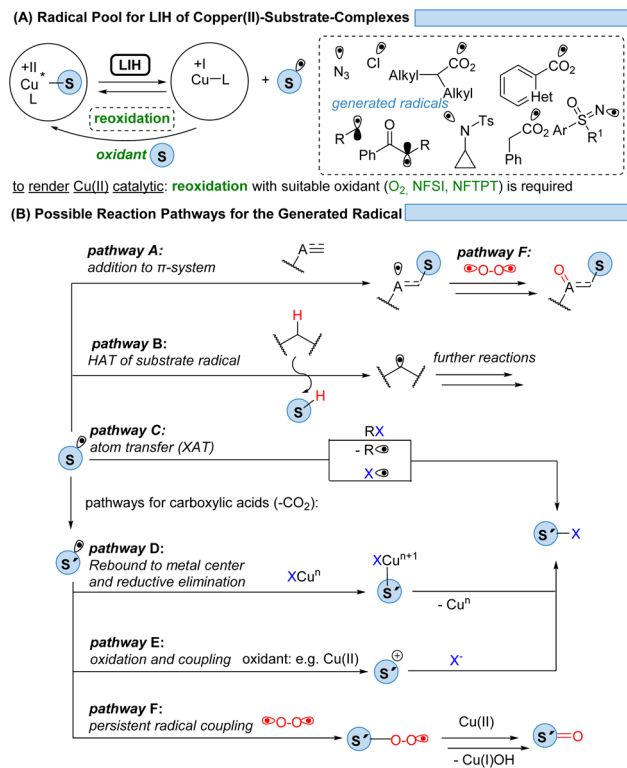 (A) Radical Pool for LIH of Copper(II)-Substrate-Complexes
+II
Cu * S
L
LIH
+I
Cu—L
+ S
reoxidation
oxidant S
N3
Cl
Alkyl
CO2
Alkyl
CO2
Het
generated radicals
R
Ph
O
R
N
Ts
CO2
Ph
O
N
S
Ar
R1
to render Cu(II) catalytic: reoxidation with suitable oxidant (O2, NFSI, NFTPT) is required
(B) Possible Reaction Pathways for the Generated Radical
pathway A:
addition to π-system
A
A
S
pathway F:
O-O
O
A
S
pathway B:
HAT of substrate radical
H
S
H
further reactions
pathway C:
atom transfer (XAT)
S
RX
- R
X
pathways for carboxylic acids (-CO2):
S′—X
S′
pathway D:
Rebound to metal center
and reductive elimination
XCun
XCun+1
S′
- Cun
pathway E:
oxidation and coupling
oxidant: e.g. Cu(II)
S′
+
X-
pathway F:
persistent radical coupling
O-O
S′—O-O
Cu(II)
- Cu(I)OH
S′=O